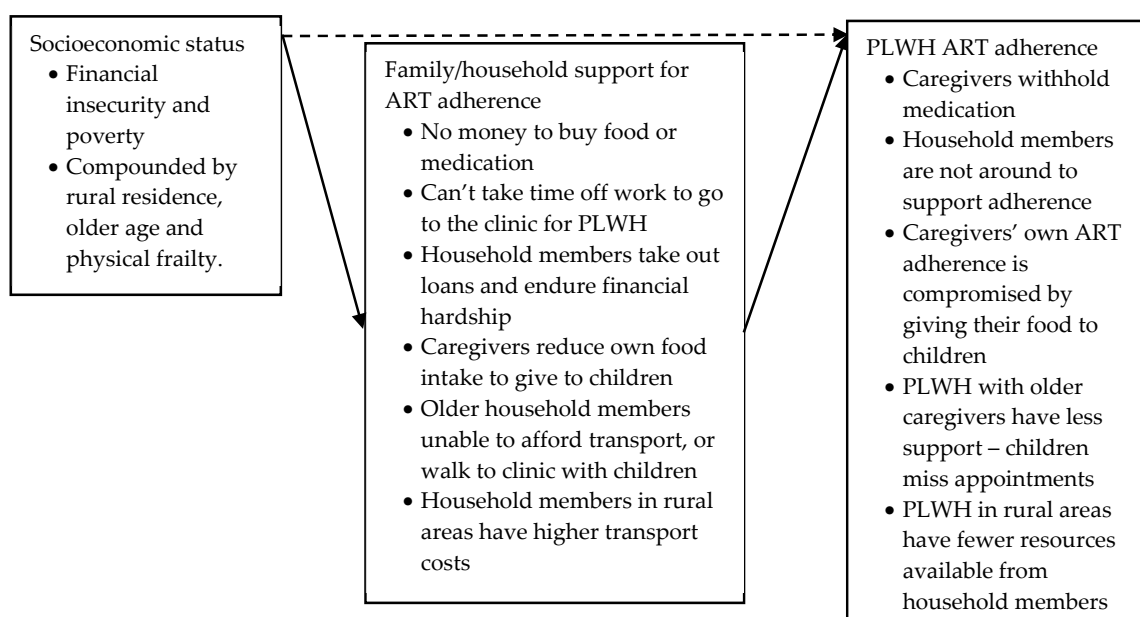 Socioeconomic status
• Financial
insecurity and
poverty
• Compounded by
rural residence,
older age and
physical frailty.
Family/household support for
ART adherence
• No money to buy food or
medication
• Can't take time off work to go
to the clinic for PLWH
• Household members take out
loans and endure financial
hardship
• Caregivers reduce own food
intake to give to children
• Older household members
unable to afford transport, or
walk to clinic with children
• Household members in rural
areas have higher transport
costs
PLWH ART adherence
• Caregivers withhold
medication
• Household members
are not around to
support adherence
• Caregivers' own ART
adherence is
compromised by
giving their food to
children
• PLWH with older
caregivers have less
support – children
miss appointments
• PLWH in rural areas
have fewer resources
available from
household members